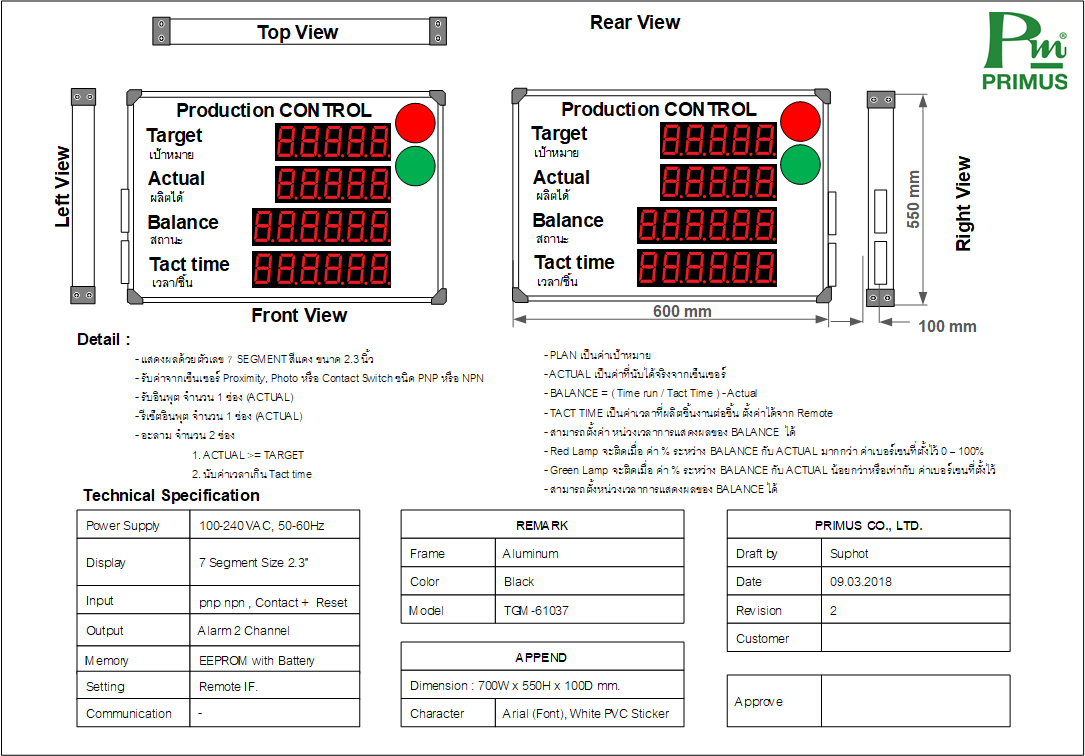 Top View
Rear View
Pm®
PRIMUS
Left View
Production CONTROL
Target
เป้าหมาย
88888
Actual
ผลิตได้
88888
Balance
สถานะ
888888
Tact time
เวลา/ชิ้น
888888
Front View
Production CONTROL
Target
เป้าหมาย
88888
Actual
ผลิตได้
88888
Balance
สถานะ
888888
Tact time
เวลา/ชิ้น
888888
600 mm
550 mm
100 mm
Right View
Detail :
- แสดงผลด้วยตัวเลข 7 SEGMENT สีแดง ขนาด 2.3 นิ้ว
- รับค่าจากเซ็นเซอร์ Proximity, Photo หรือ Contact Switch ชนิด PNP หรือ NPN
- รับอินพุต จำนวน 1 ช่อง (ACTUAL)
- รีเซ็ตอินพุต จำนวน 1 ช่อง (ACTUAL)
- อะลาม จำนวน 2 ช่อง
1. ACTUAL >= TARGET
2. นับค่าเวลาเกิน Tact time
- PLAN เป็นค่าเป้าหมาย
- ACTUAL เป็นค่าที่นับได้จริงจากเซ็นเซอร์
- BALANCE = ( Time run / Tact Time ) - Actual
- TACT TIME เป็นค่าเวลาที่ผลิตชิ้นงานต่อชิ้น ตั้งค่าได้จาก Remote
- สามารถตั้งค่า หน่วงเวลาการแสดงผลของ BALANCE ได้
- Red Lamp จะติดเมื่อ ค่า % ระหว่าง BALANCE กับ ACTUAL มากกว่า ค่าเปอร์เซนที่ตั้งไว้ 0 – 100%
- Green Lamp จะติดเมื่อ ค่า % ระหว่าง BALANCE กับ ACTUAL น้อยกว่าหรือเท่ากับ ค่าเปอร์เซนที่ตั้งไว้
- สามารถตั้งหน่วงเวลาการแสดงผลของ BALANCE ได้
Technical Specification
Power Supply 100-240 VAC, 50-60Hz
Display 7 Segment Size 2.3"
Input pnp npn , Contact + Reset
Output Alarm 2 Channel
Memory EEPROM with Battery
Setting Remote IF.
Communication -
REMARK
Frame Aluminum
Color Black
Model TGM-61037
APPEND
Dimension : 700W x 550H x 100D mm.
Character Arial (Font), White PVC Sticker
PRIMUS CO., LTD.
Draft by Suphot
Date 09.03.2018
Revision 2
Customer
Approve